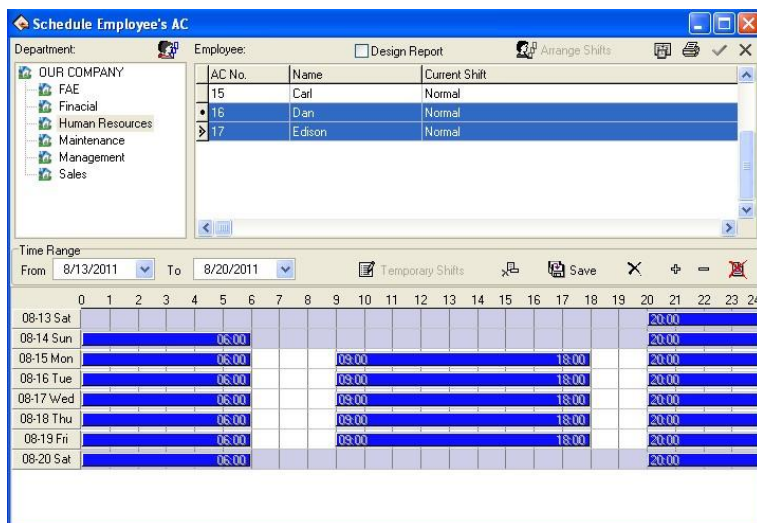 Schedule Employee's AC
Department: Employee: Design Report Arrange Shifts
OUR COMPANY
FAE
Finacial
Human Resources
Maintenance
Management
Sales
AC No. Name Current Shift
15 Carl Normal
16 Dan Normal
17 Edison Normal
Time Range
From 8/13/2011 To 8/20/2011 Temporary Shifts Save
0 1 2 3 4 5 6 7 8 9 10 11 12 13 14 15 16 17 18 19 20 21 22 23 24
08-13 Sat 20:00
08-14 Sun 06:00 20:00
08-15 Mon 06:00 09:00 18:00 20:00
08-16 Tue 06:00 09:00 18:00 20:00
08-17 Wed 06:00 09:00 18:00 20:00
08-18 Thu 06:00 09:00 18:00 20:00
08-19 Fri 06:00 09:00 18:00 20:00
08-20 Sat 06:00 20:00